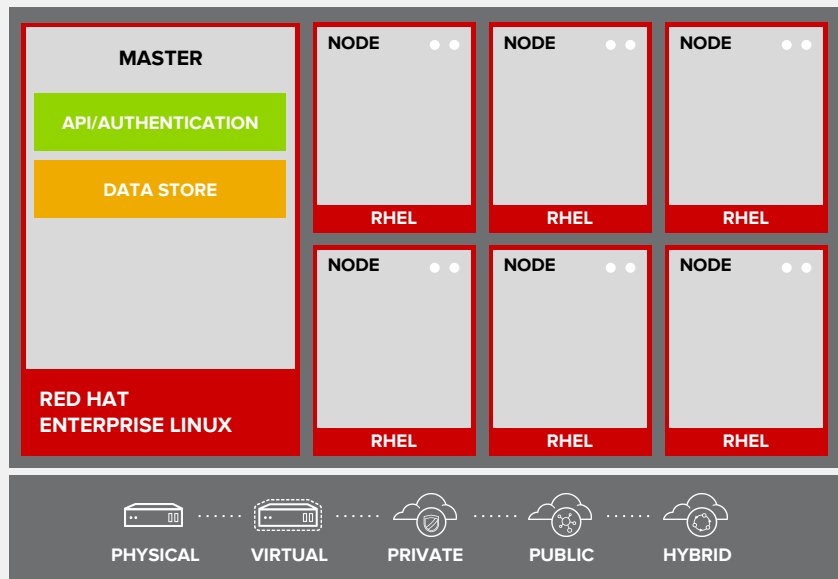 MASTER
API/AUTHENTICATION
DATA STORE
RED HAT
ENTERPRISE LINUX
NODE
RHEL
NODE
RHEL
NODE
RHEL
NODE
RHEL
NODE
RHEL
NODE
RHEL
PHYSICAL
VIRTUAL
PRIVATE
PUBLIC
HYBRID